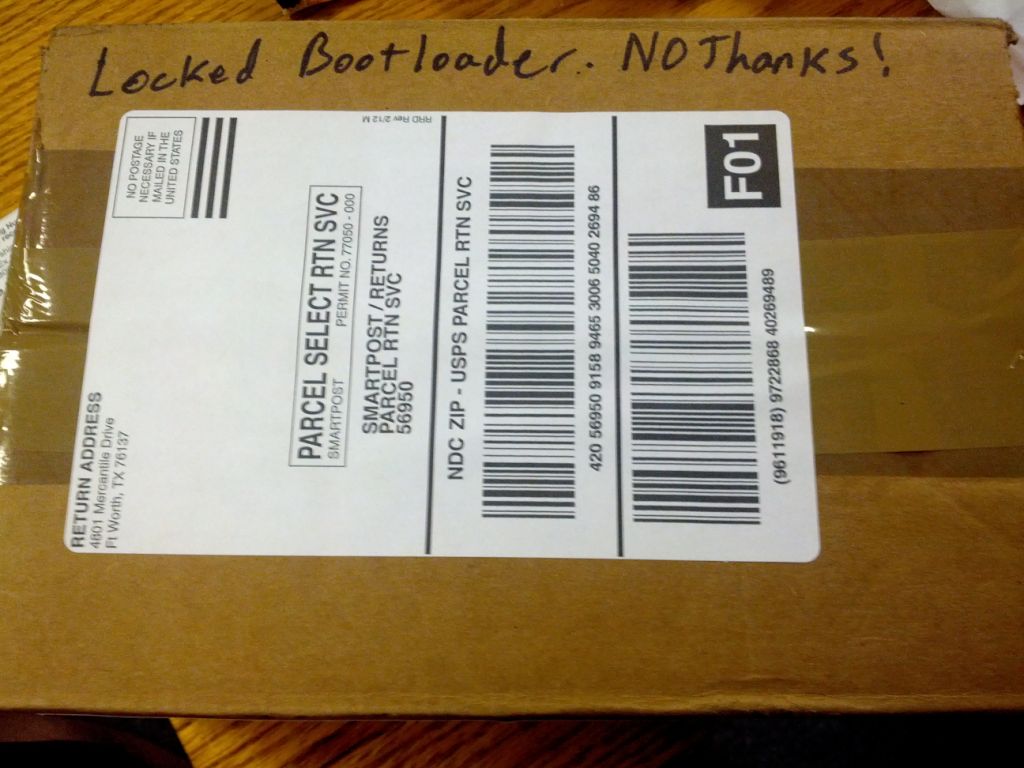 Locked Bootloader. NO Thanks!
RRD Rev 2/12 M
NO POSTAGE
NECESSARY IF
MAILED IN THE
UNITED STATES
RETURN ADDRESS
4801 Mercantile Drive
Ft Worth, TX 76137
PARCEL SELECT RTN SVC
SMARTPOST PERMIT NO.77050 - 000
SMARTPOST / RETURNS
PARCEL RTN SVC
56950
NDC ZIP - USPS PARCEL RTN SVC
420 56950 9158 9465 3006 5040 2694 86
F01
(9611918) 9722868 40269489